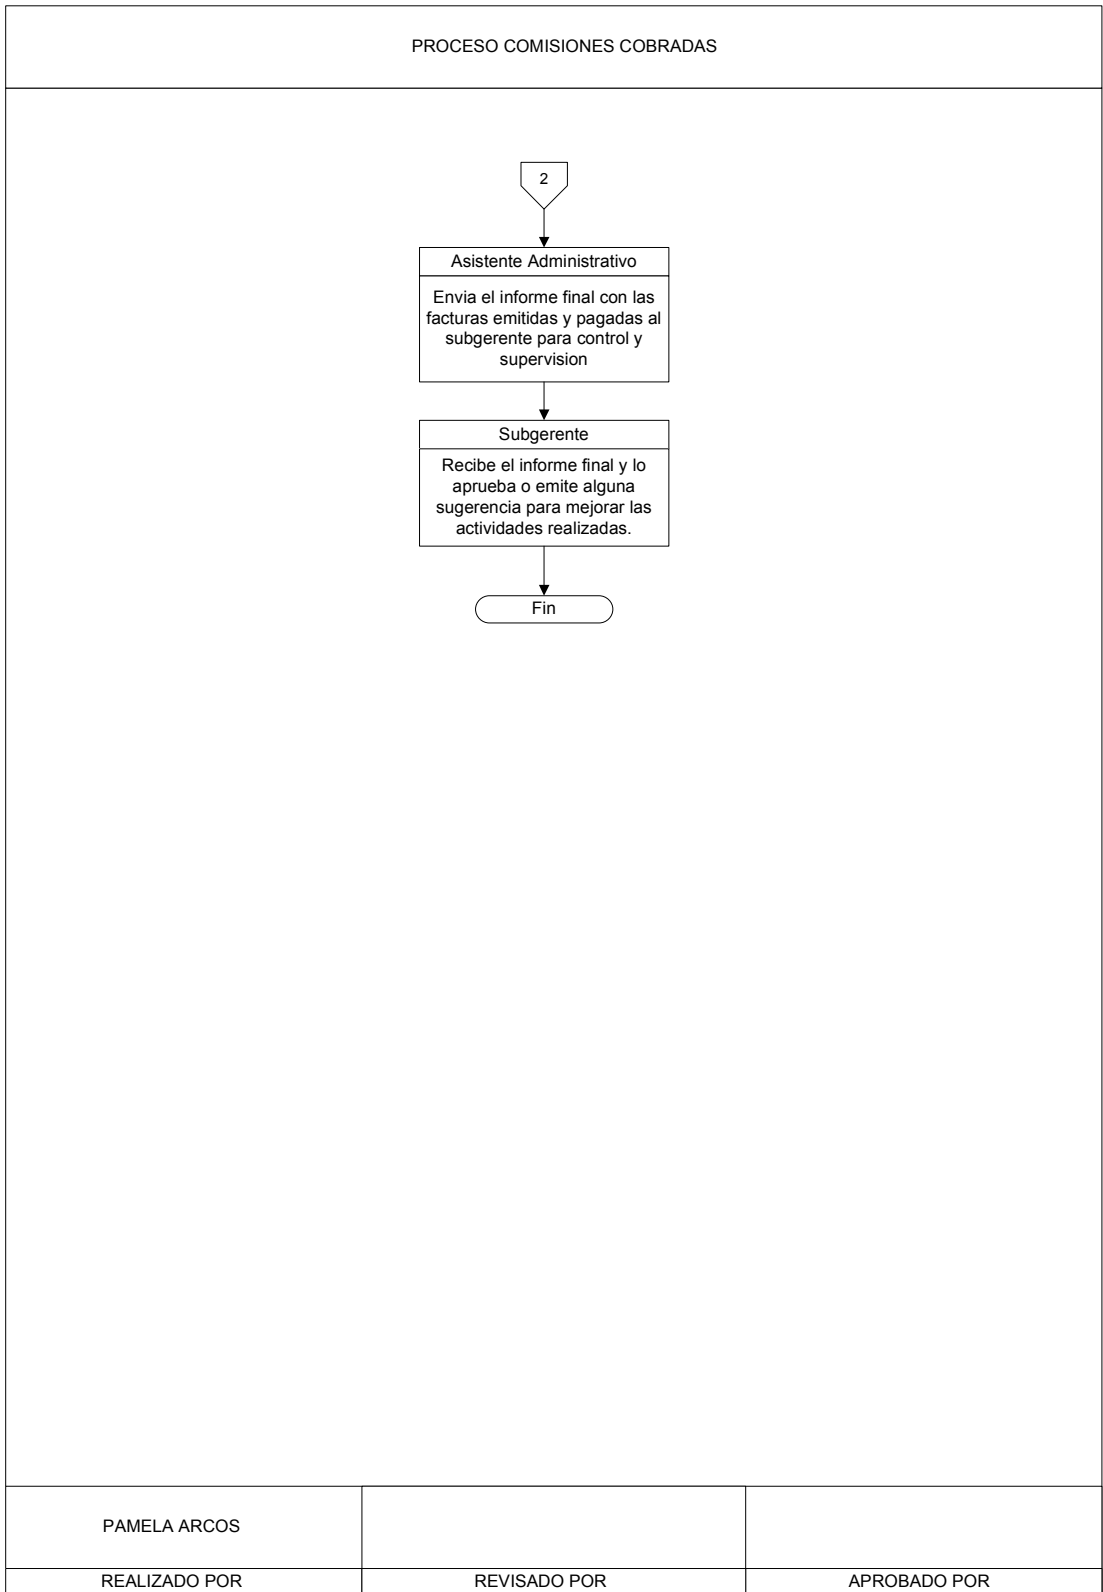 PROCESO COMISIONES COBRADAS
2
Asistente Administrativo
Envia el informe final con las
facturas emitidas y pagadas al
subgerente para control y
supervision
Subgerente
Recibe el informe final y lo
aprueba o emite alguna
sugerencia para mejorar las
actividades realizadas.
Fin
PAMELA ARCOS
REALIZADO POR
REVISADO POR
APROBADO POR